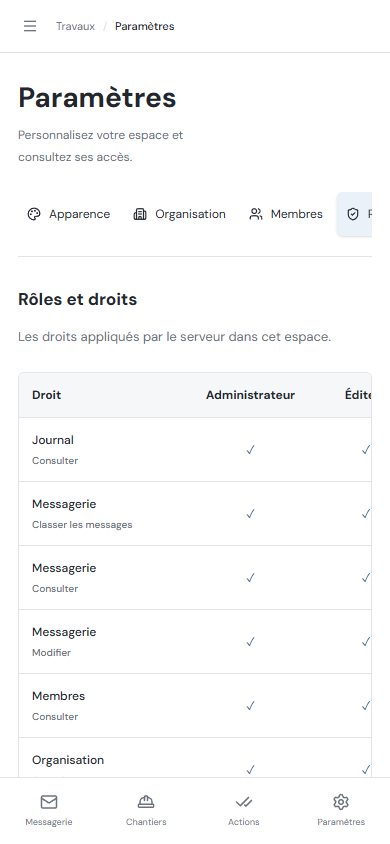 Travaux / Paramètres
Paramètres
Personnalisez votre espace et
consultez ses accès.
Apparence Organisation Membres
Rôles et droits
Les droits appliqués par le serveur dans cet espace.
Droit Administrateur
Journal ✓ ✓
Consulter
Messagerie ✓ ✓
Classer les messages
Messagerie ✓ ✓
Consulter
Messagerie ✓ ✓
Modifier
Membres ✓ ✓
Consulter
Organisation ✓ ✓
Messagerie Chantiers Actions Paramètres